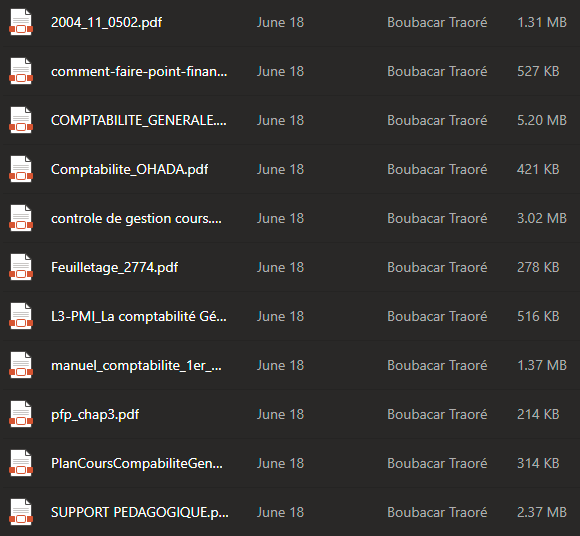 2004_11_0502.pdf June 18 Boubacar Traoré 1.31 MB
comment-faire-point-finan... June 18 Boubacar Traoré 527 KB
COMPTABILITE_GENERALE.... June 18 Boubacar Traoré 5.20 MB
Comptabilite_OHADA.pdf June 18 Boubacar Traoré 421 KB
controle de gestion cours.... June 18 Boubacar Traoré 3.02 MB
Feuilletage_2774.pdf June 18 Boubacar Traoré 278 KB
L3-PMI_La comptabilité Gé... June 18 Boubacar Traoré 516 KB
manuel_comptabilite_1er_... June 18 Boubacar Traoré 1.37 MB
pfp_chap3.pdf June 18 Boubacar Traoré 214 KB
PlanCoursCompabiliteGen... June 18 Boubacar Traoré 314 KB
SUPPORT PEDAGOGIQUE.p... June 18 Boubacar Traoré 2.37 MB